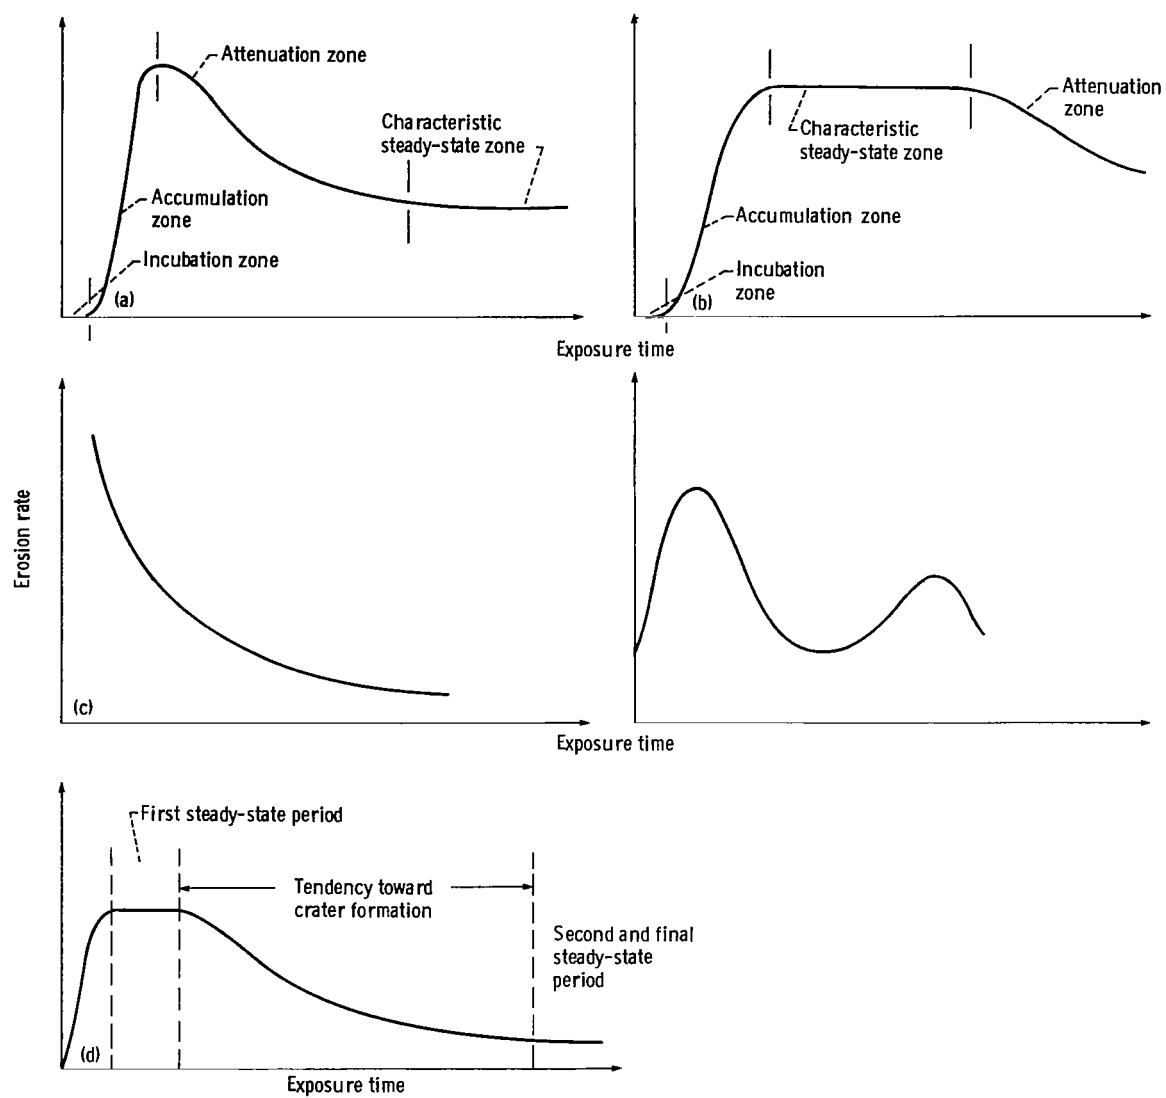 Attenuation zone
Characteristic
steady-state zone
Accumulation
zone
Incubation zone
(a)
Attenuation
zone
Characteristic
steady-state zone
Accumulation zone
Incubation
zone
(b)
Exposure time
Erosion rate
(c)
Exposure time
First steady-state period
Tendency toward
crater formation
Second and final
steady-state
period
(d)
Exposure time